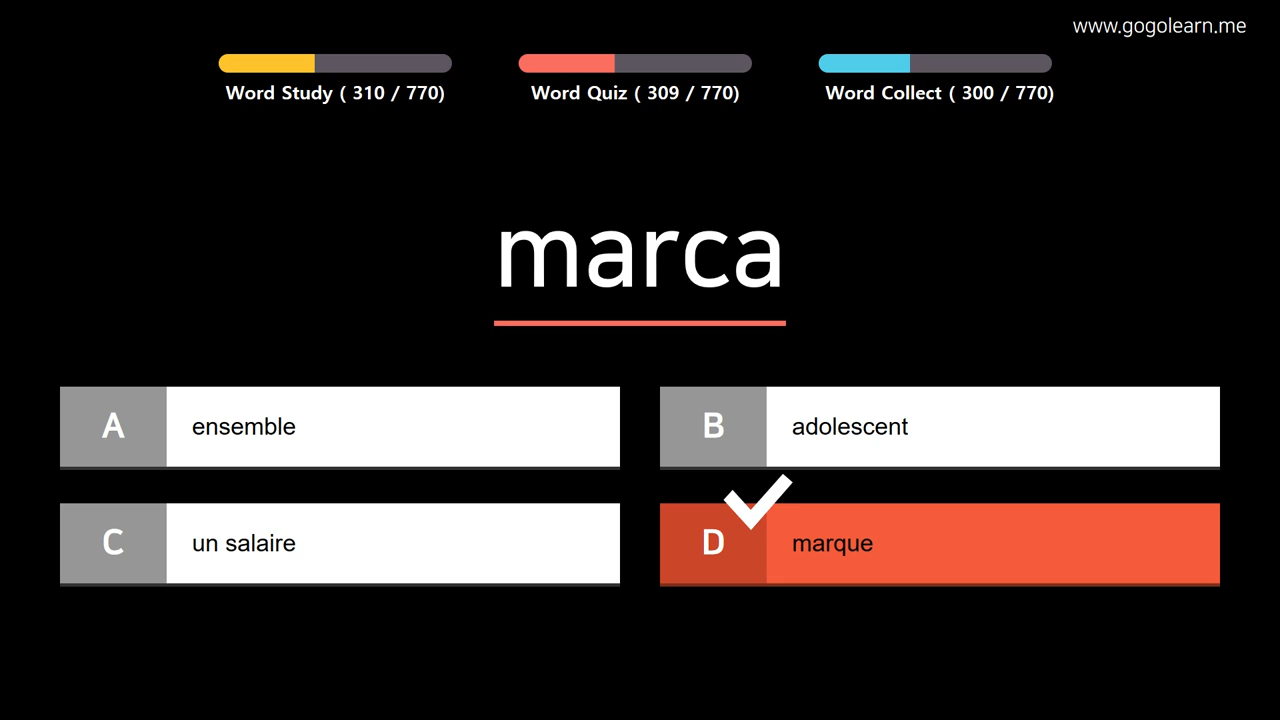 www.gogolearn.me
Word Study ( 310 / 770)
Word Quiz ( 309 / 770)
Word Collect ( 300 / 770)
marca
A
ensemble
B
adolescent
C
un salaire
D
marque